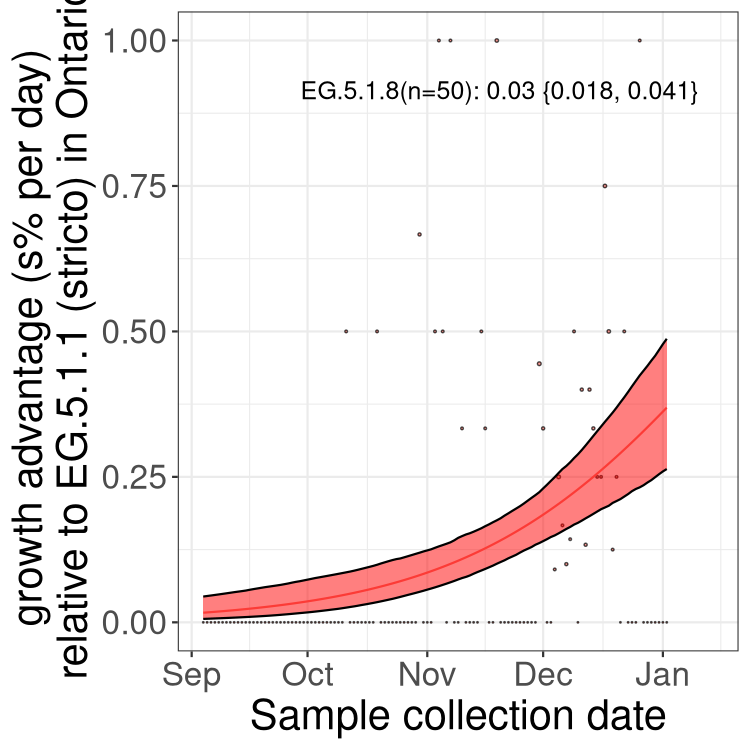 growth advantage (s% per day)
relative to EG.5.1.1 (stricto) in Ontario
1.00
0.75
0.50
0.25
0.00
EG.5.1.8(n=50): 0.03 {0.018, 0.041}
Sep Oct Nov Dec Jan
Sample collection date